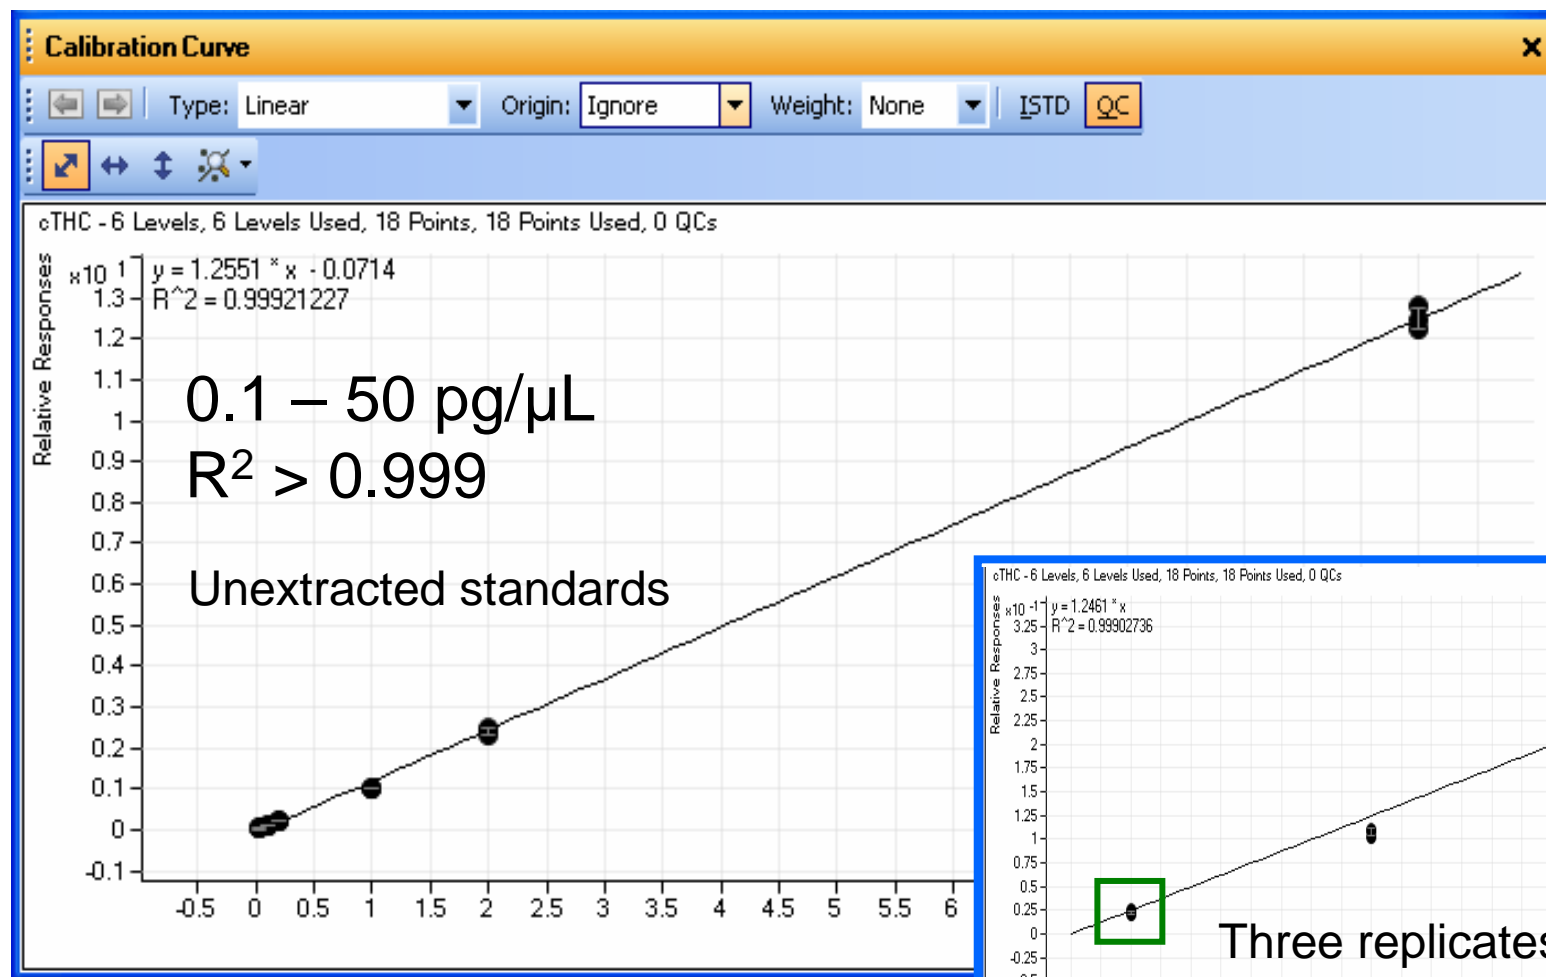 Calibration Curve
Type: Linear Origin: Ignore Weight: None ISTD QC
cTHC - 6 Levels, 6 Levels Used, 18 Points, 18 Points Used, 0 QCs
Relative Responses
x10 1
y = 1.2551 * x - 0.0714
R^2 = 0.99921227
1.3
1.2
1.1
1
0.9
0.8
0.7
0.6
0.5
0.4
0.3
0.2
0.1
0
-0.1
0.1 – 50 pg/µL
R2 > 0.999
Unextracted standards
-0.5 0 0.5 1 1.5 2 2.5 3 3.5 4 4.5 5 5.5 6
cTHC - 6 Levels, 6 Levels Used, 18 Points, 18 Points Used, 0 QCs
Relative Responses
x10 -1
y = 1.2461 * x
R^2 = 0.99902736
3.25
3
2.75
2.5
2.25
2
1.75
1.5
1.25
1
0.75
0.5
0.25
0
-0.25
Three replicates